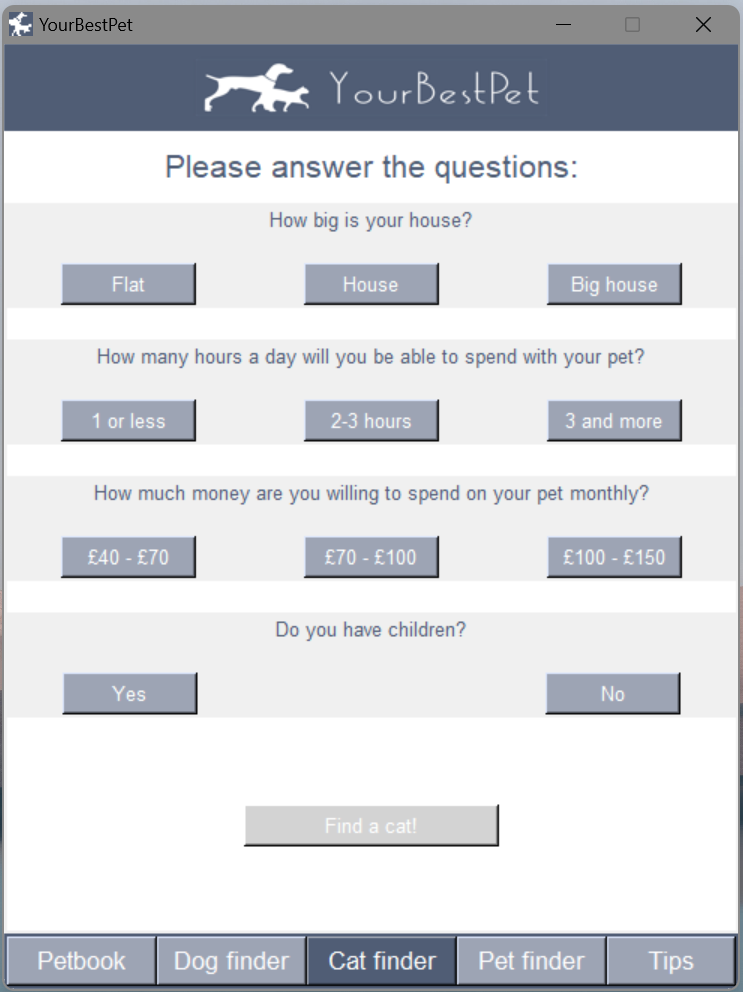 YourBestPet
YourBestPet
Please answer the questions:
How big is your house?
Flat House Big house
How many hours a day will you be able to spend with your pet?
1 or less 2-3 hours 3 and more
How much money are you willing to spend on your pet monthly?
£40 - £70 £70 - £100 £100 - £150
Do you have children?
Yes No
Find a cat!
Petbook Dog finder Cat finder Pet finder Tips